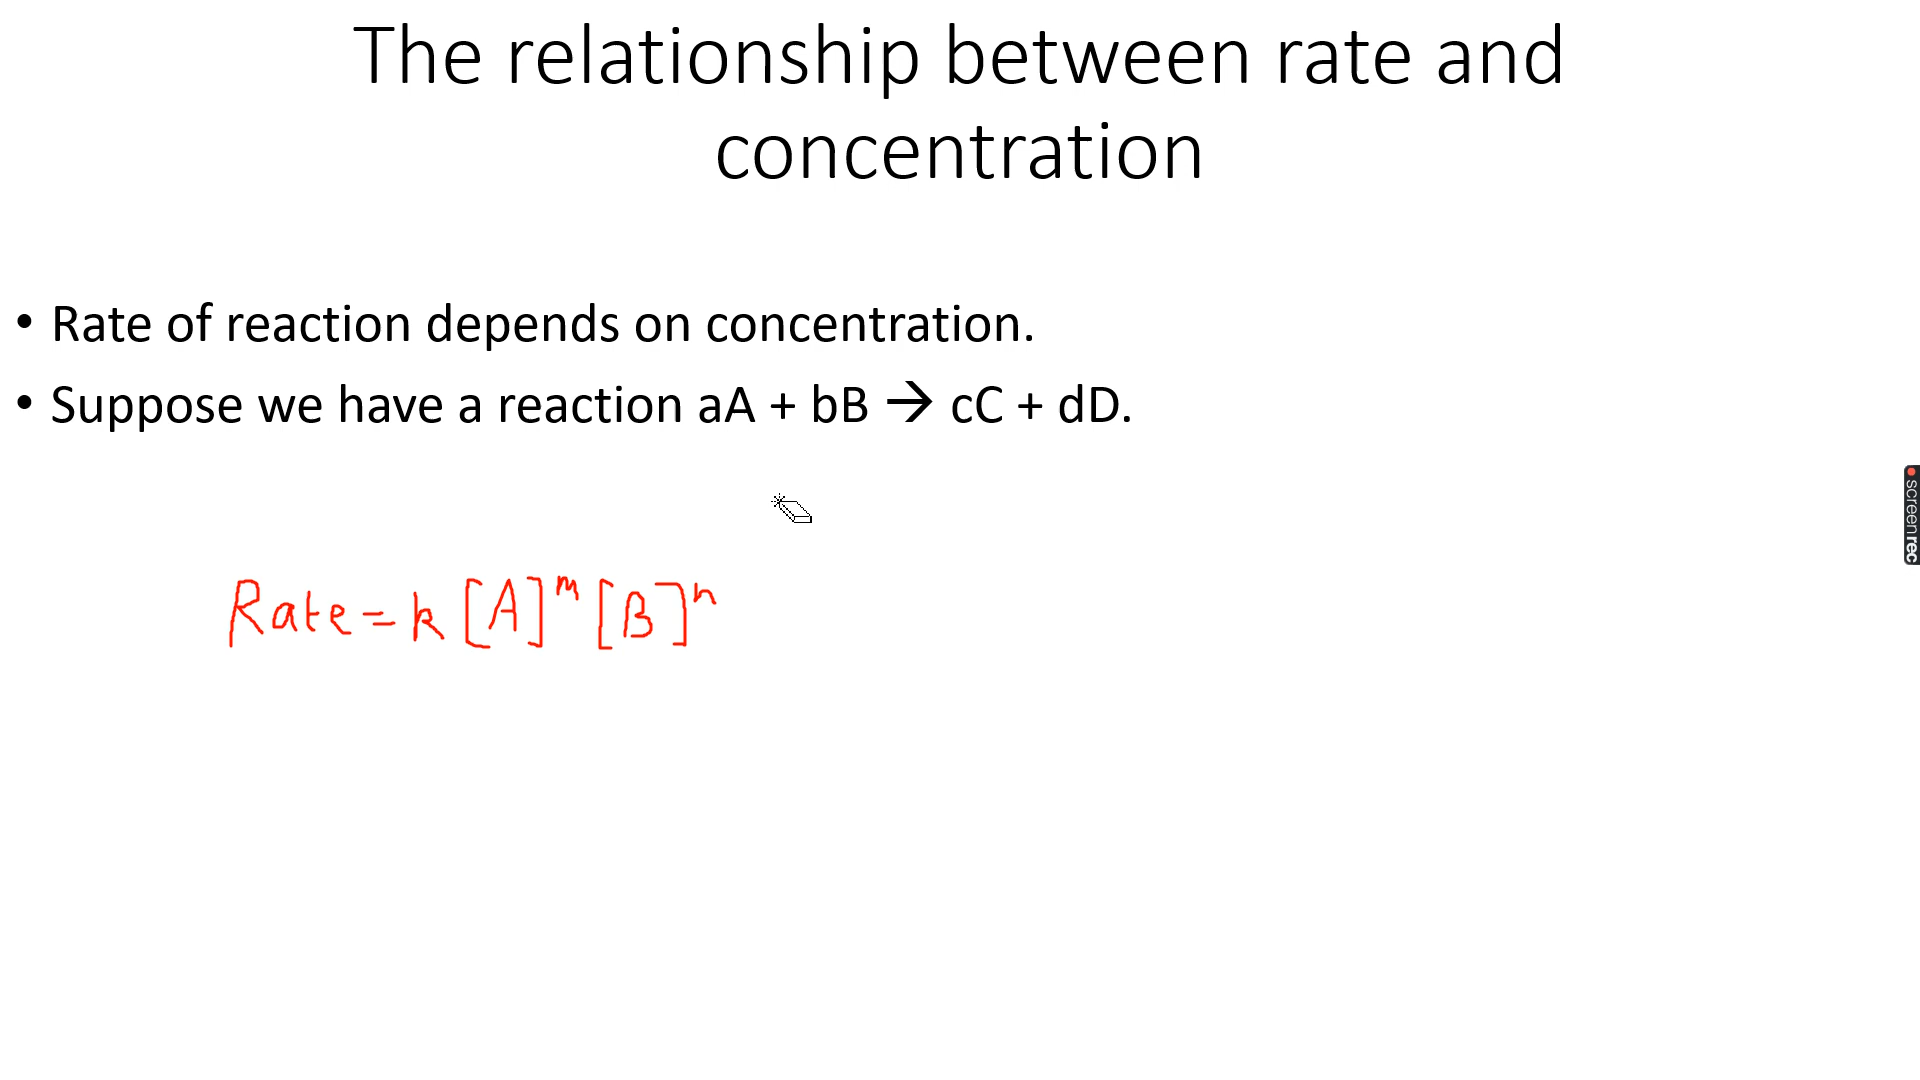 The relationship between rate and
concentration
• Rate of reaction depends on concentration.
• Suppose we have a reaction aA + bB → cC + dD.
Rate = k [A]^m [B]^n
screenrec